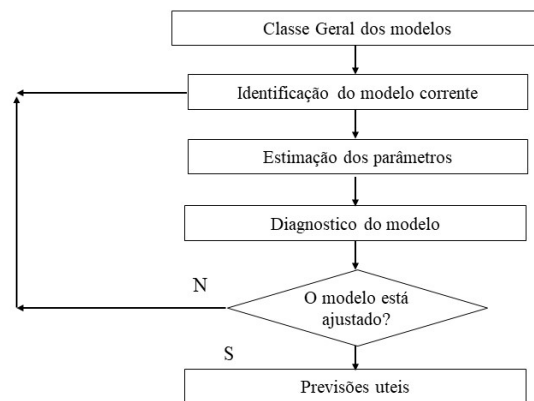 Classe Geral dos modelos
Identificação do modelo corrente
Estimação dos parâmetros
Diagnostico do modelo
N
O modelo está
ajustado?
S
Previsões uteis